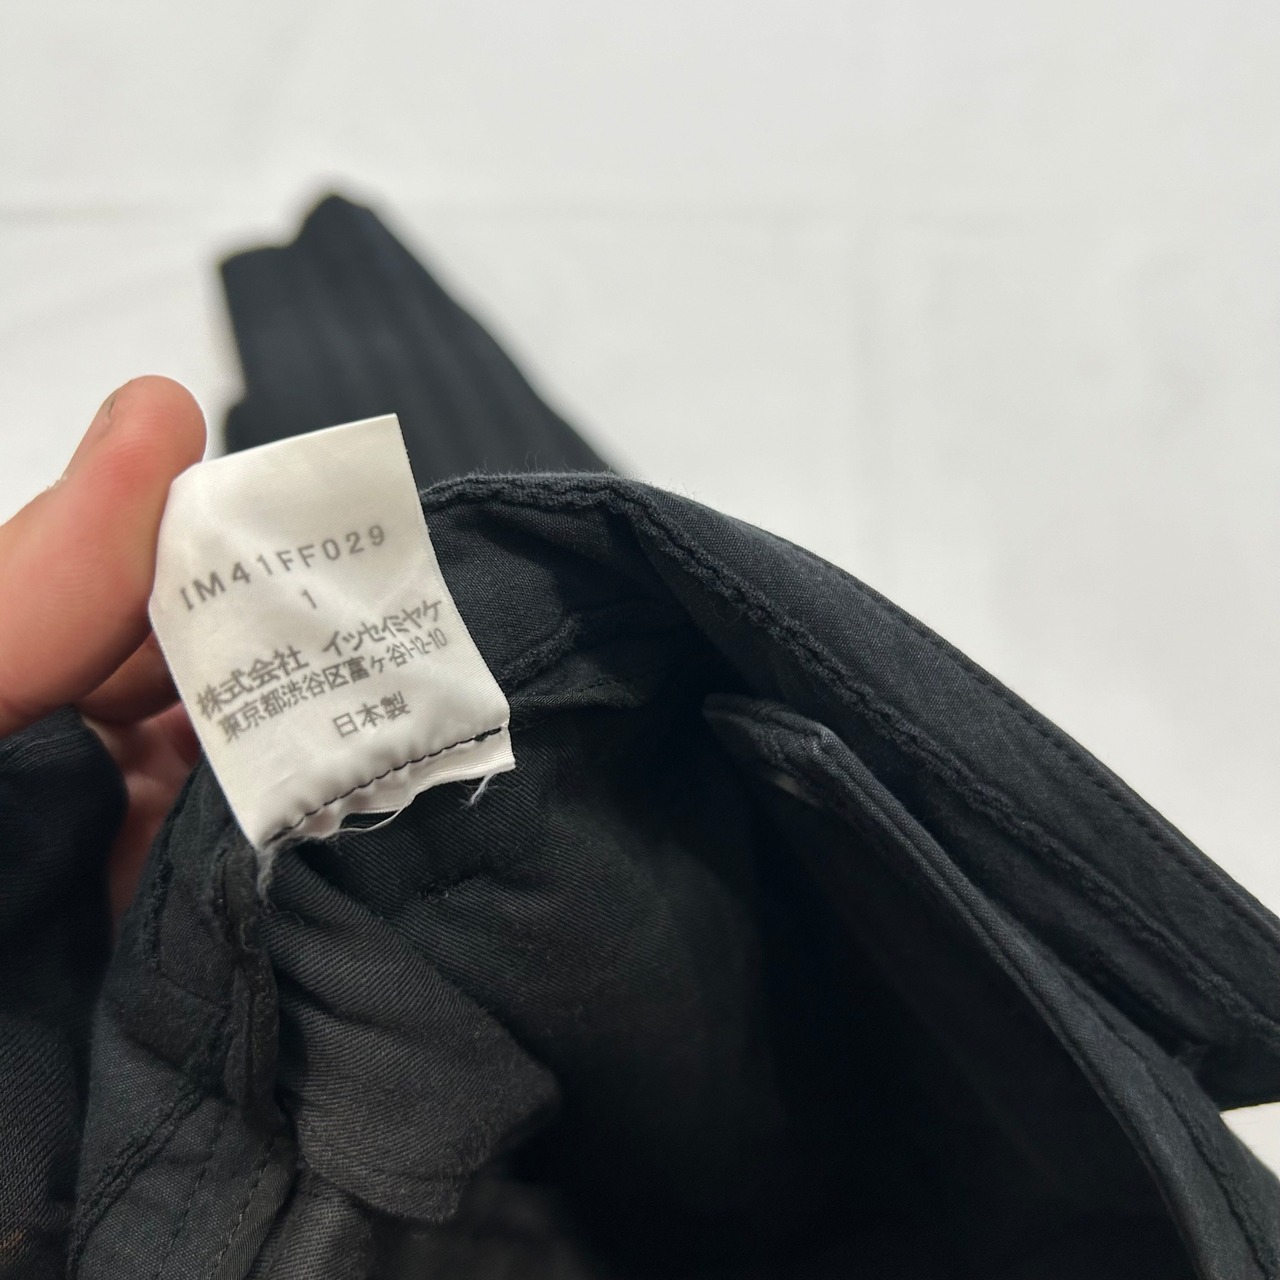 IM41FF029
1
株式会社 イッセイミヤケ
東京都渋谷区富ヶ谷1-12-10
日本製